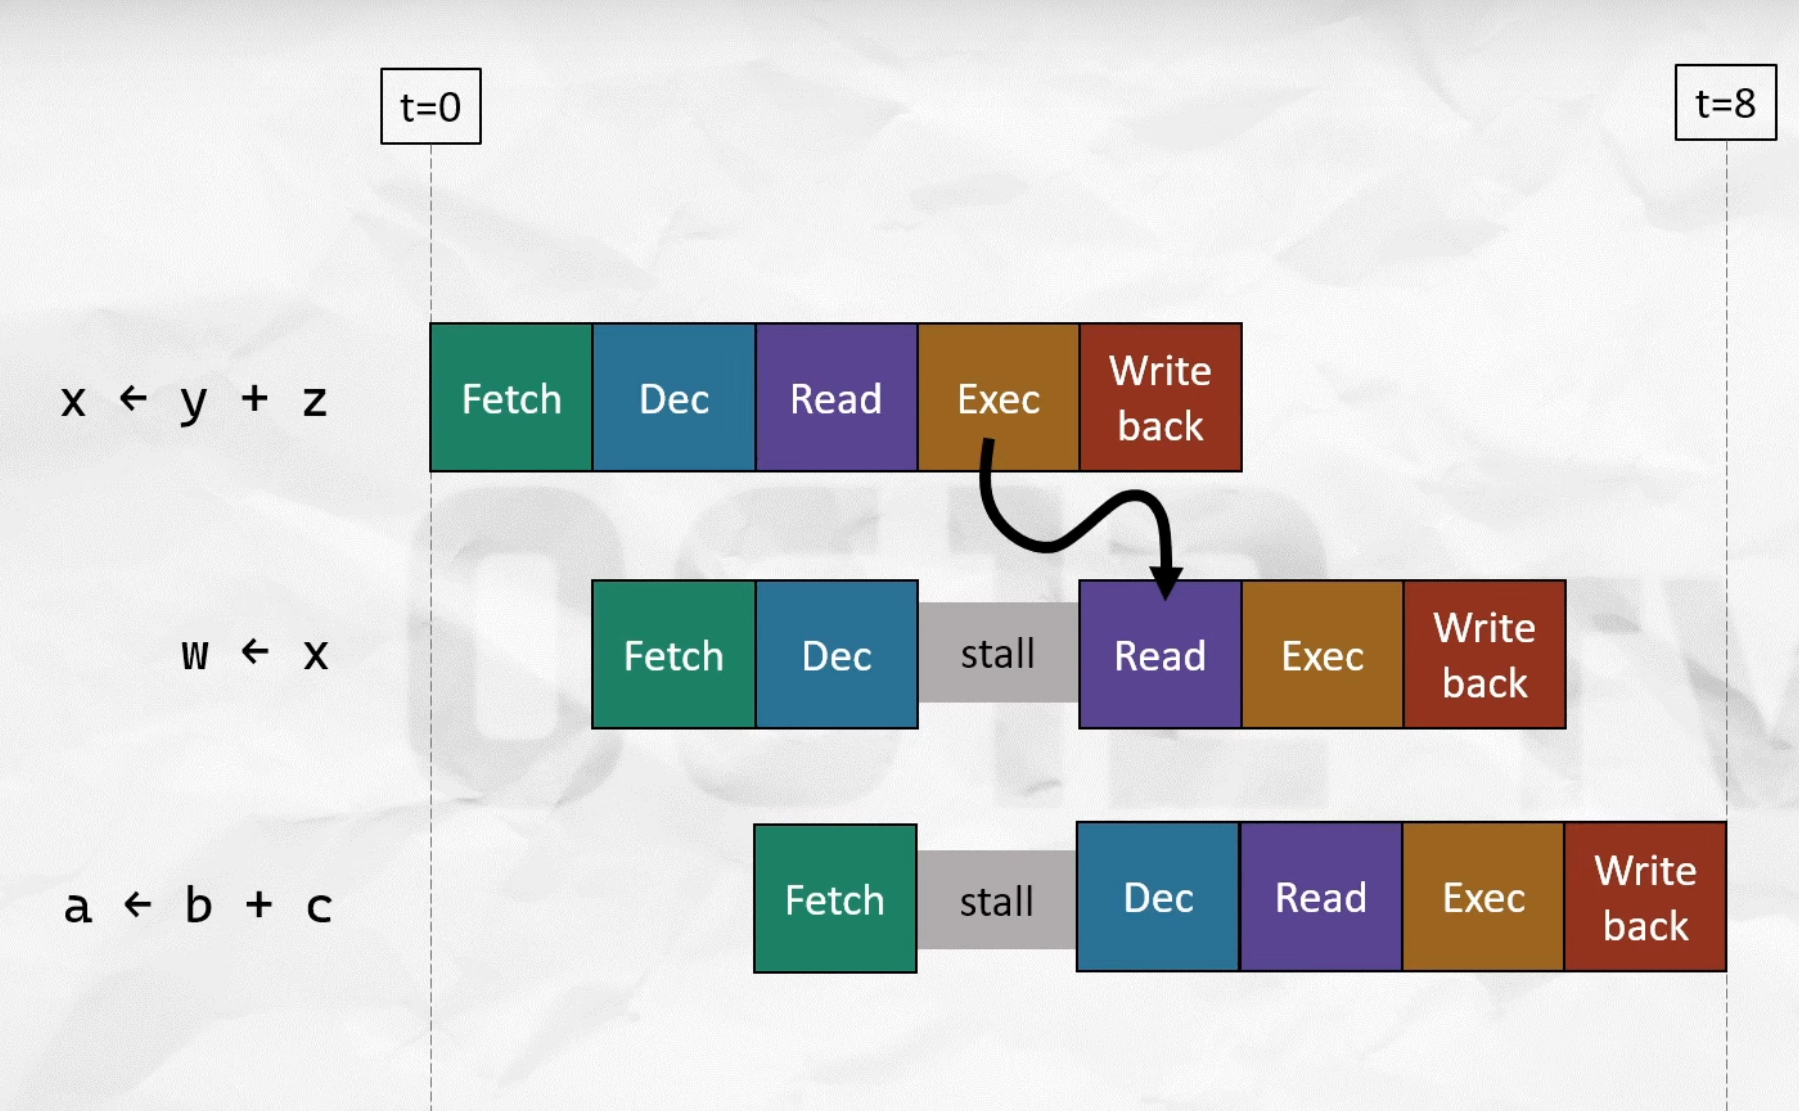 t=0
t=8
x ← y + z
Fetch
Dec
Read
Exec
Write
back
w ← x
Fetch
Dec
stall
Read
Exec
Write
back
a ← b + c
Fetch
stall
Dec
Read
Exec
Write
back